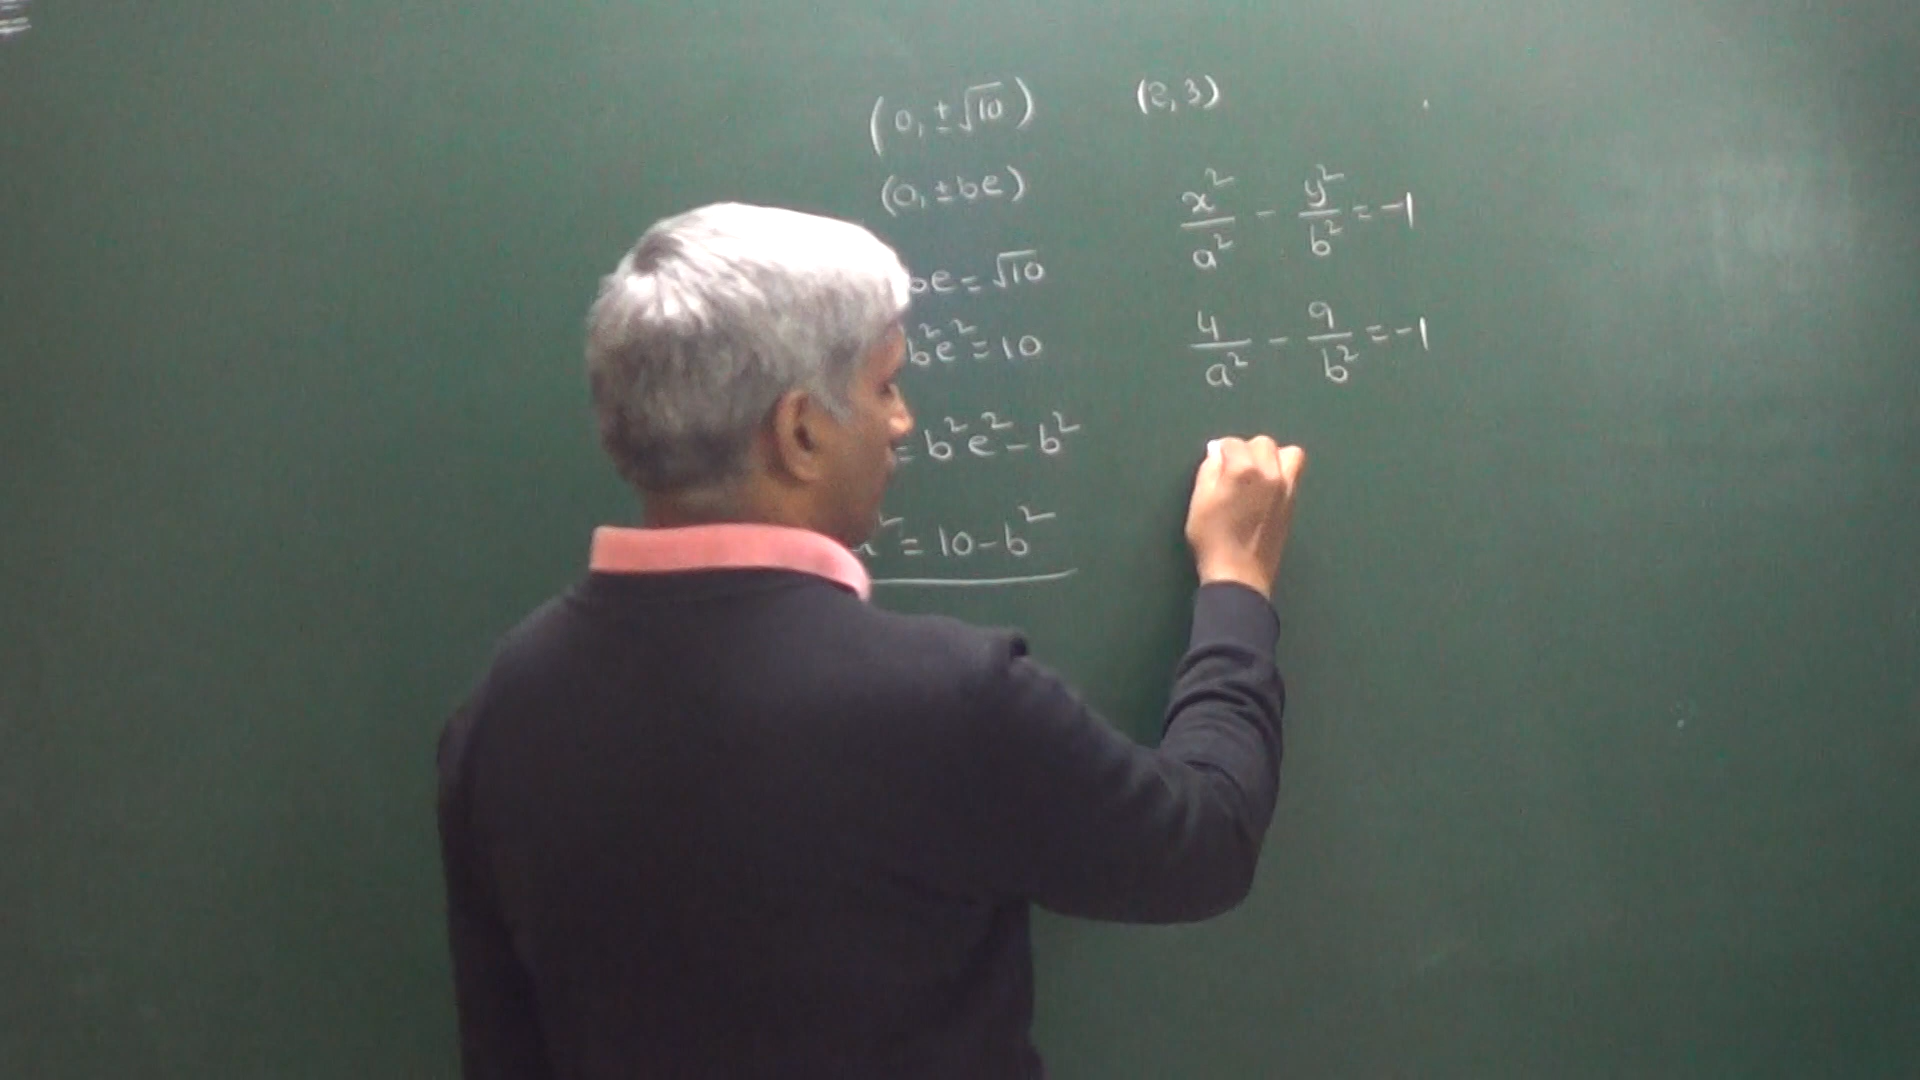 (0, ±√10)
(0, ±be)
be = √10
b²e² = 10
= b²e² - b²
² = 10 - b²
(2, 3)
x²/a² - y²/b² = -1
4/a² - 9/b² = -1